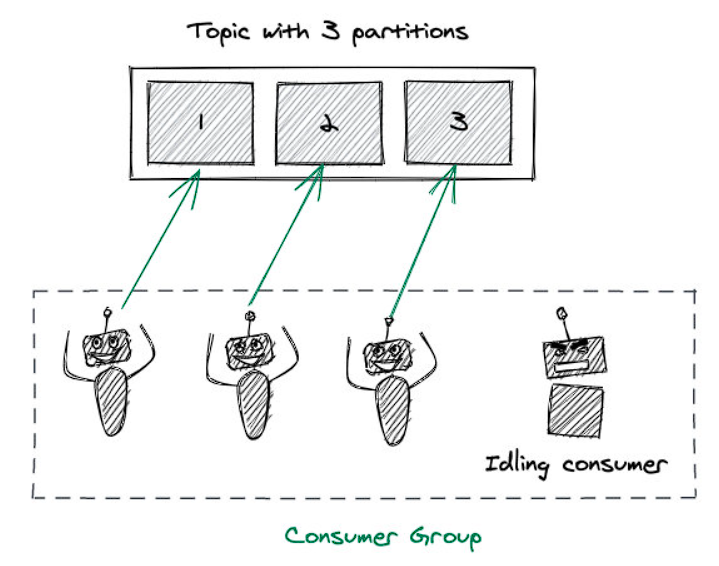 Topic with 3 partitions
1
2
3
Idling consumer
Consumer Group